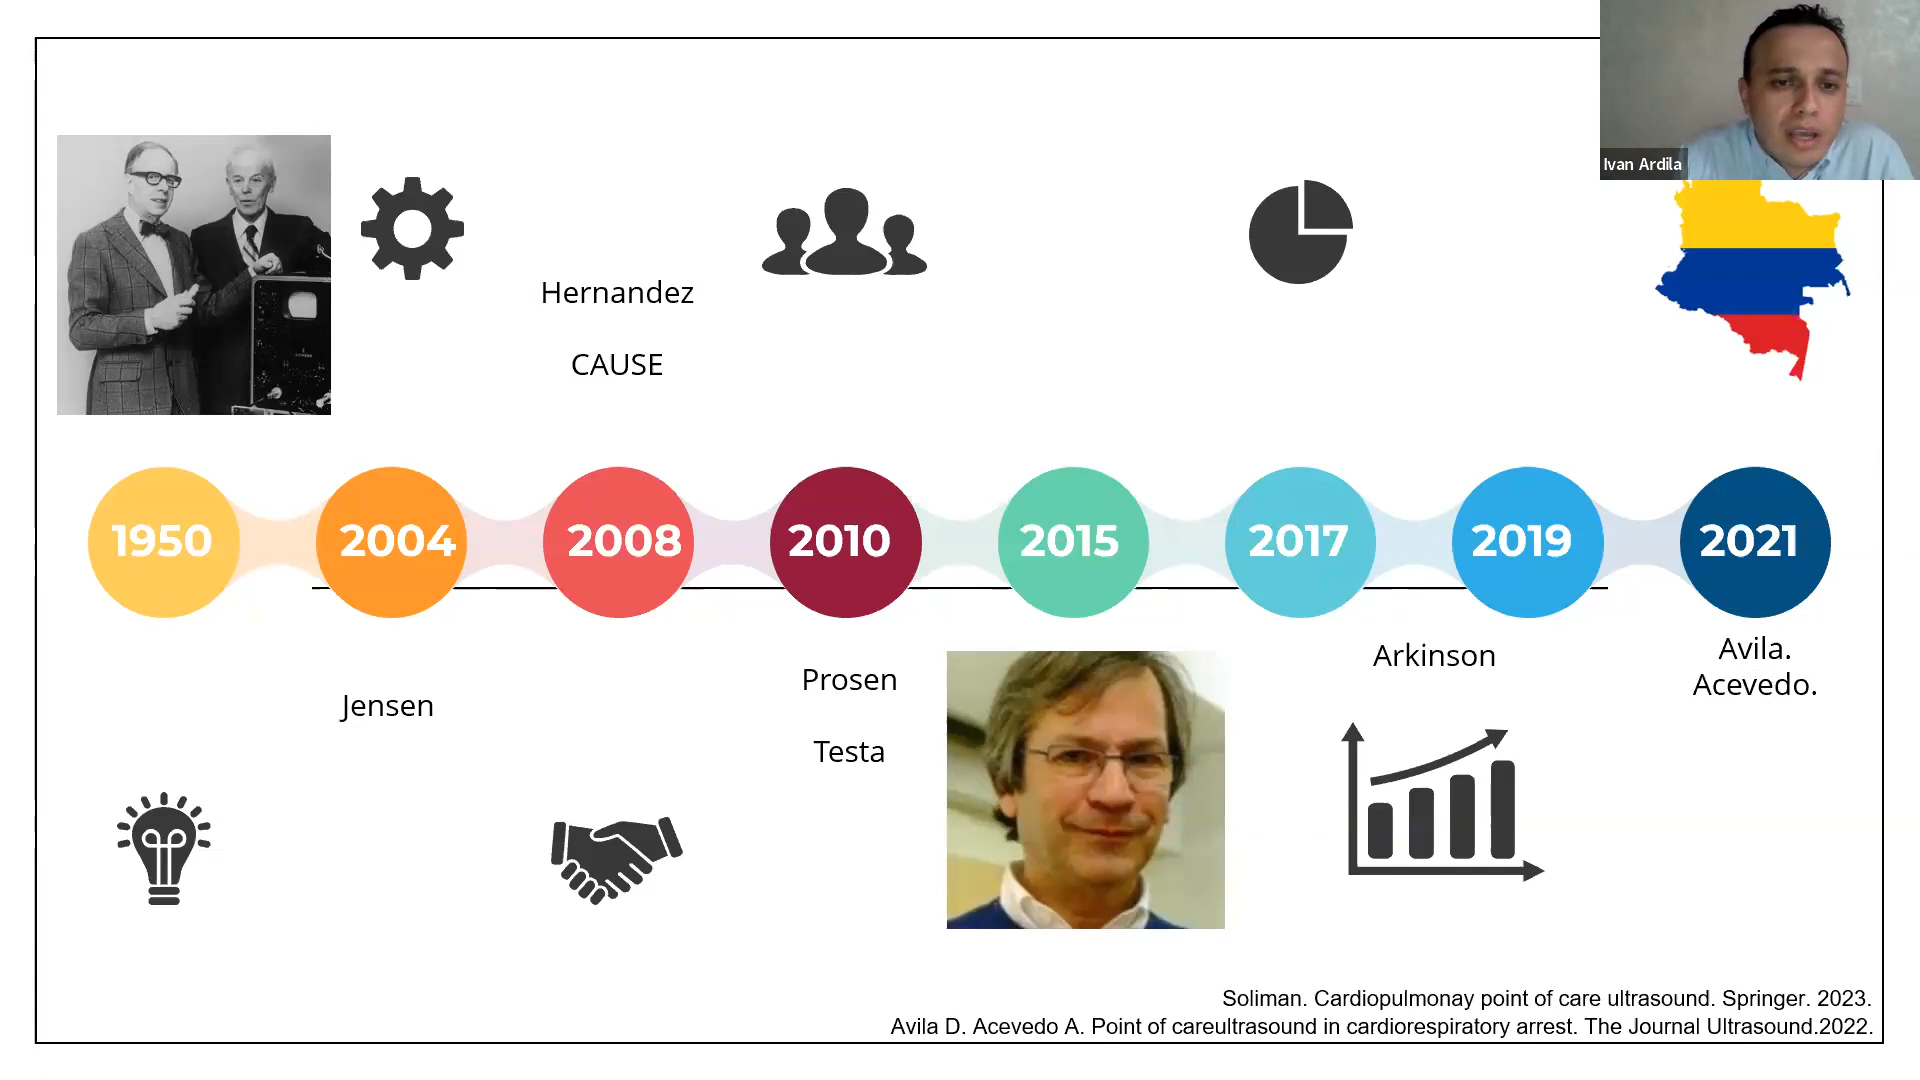 Ivan Ardila
Hernandez
CAUSE
1950
2004
2008
2010
2015
2017
2019
2021
Jensen
Prosen
Testa
Arkinson
Avila.
Acevedo.
Soliman. Cardiopulmonay point of care ultrasound. Springer. 2023.
Avila D. Acevedo A. Point of careultrasound in cardiorespiratory arrest. The Journal Ultrasound.2022.